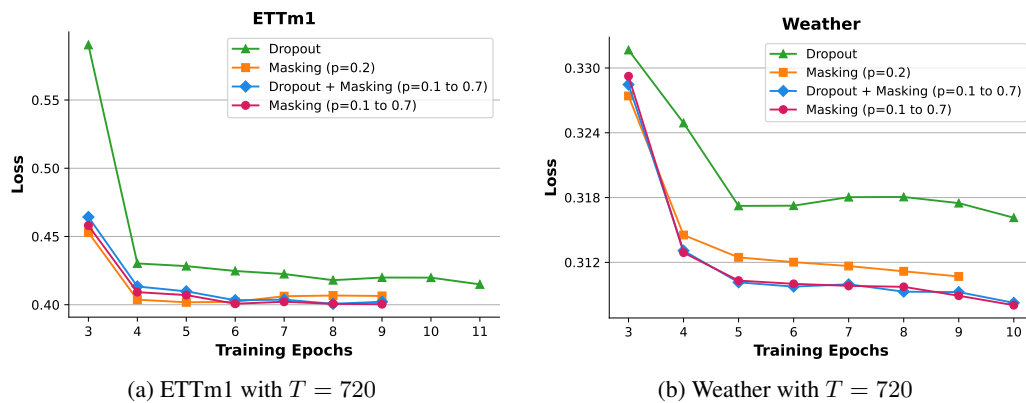 ETTm1
Dropout
Masking (p=0.2)
Dropout + Masking (p=0.1 to 0.7)
Masking (p=0.1 to 0.7)
0.55
0.50
0.45
0.40
Loss
3 4 5 6 7 8 9 10 11
Training Epochs
(a) ETTm1 with T = 720
Weather
Dropout
Masking (p=0.2)
Dropout + Masking (p=0.1 to 0.7)
Masking (p=0.1 to 0.7)
0.330
0.324
0.318
0.312
Loss
3 4 5 6 7 8 9 10
Training Epochs
(b) Weather with T = 720